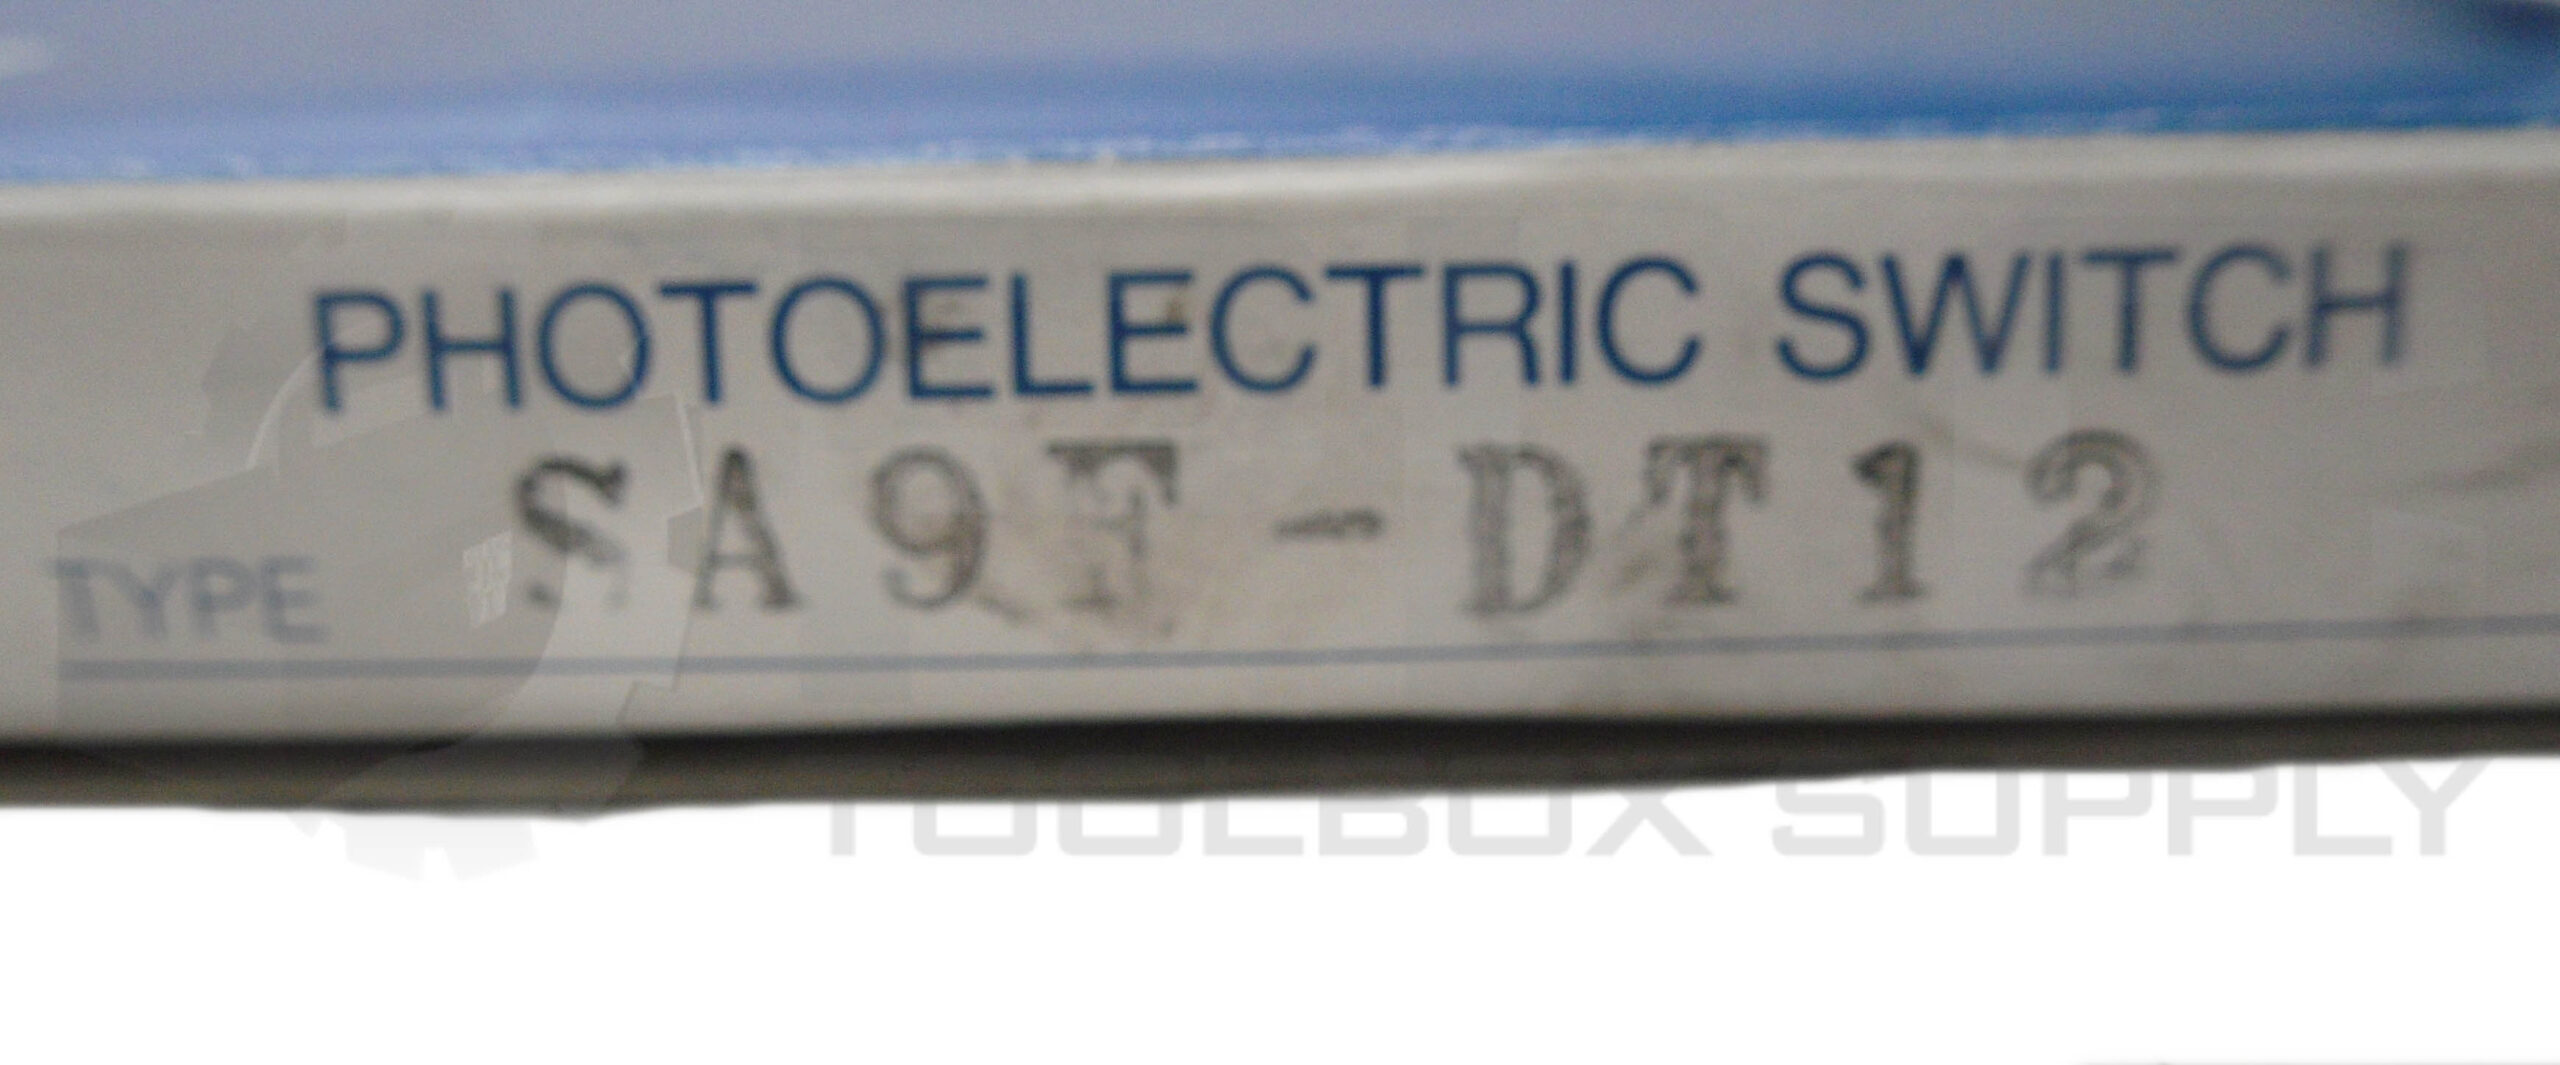 PHOTOELECTRIC SWITCH
TYPE SA9F-DT12
TOOLBOX SUPPLY